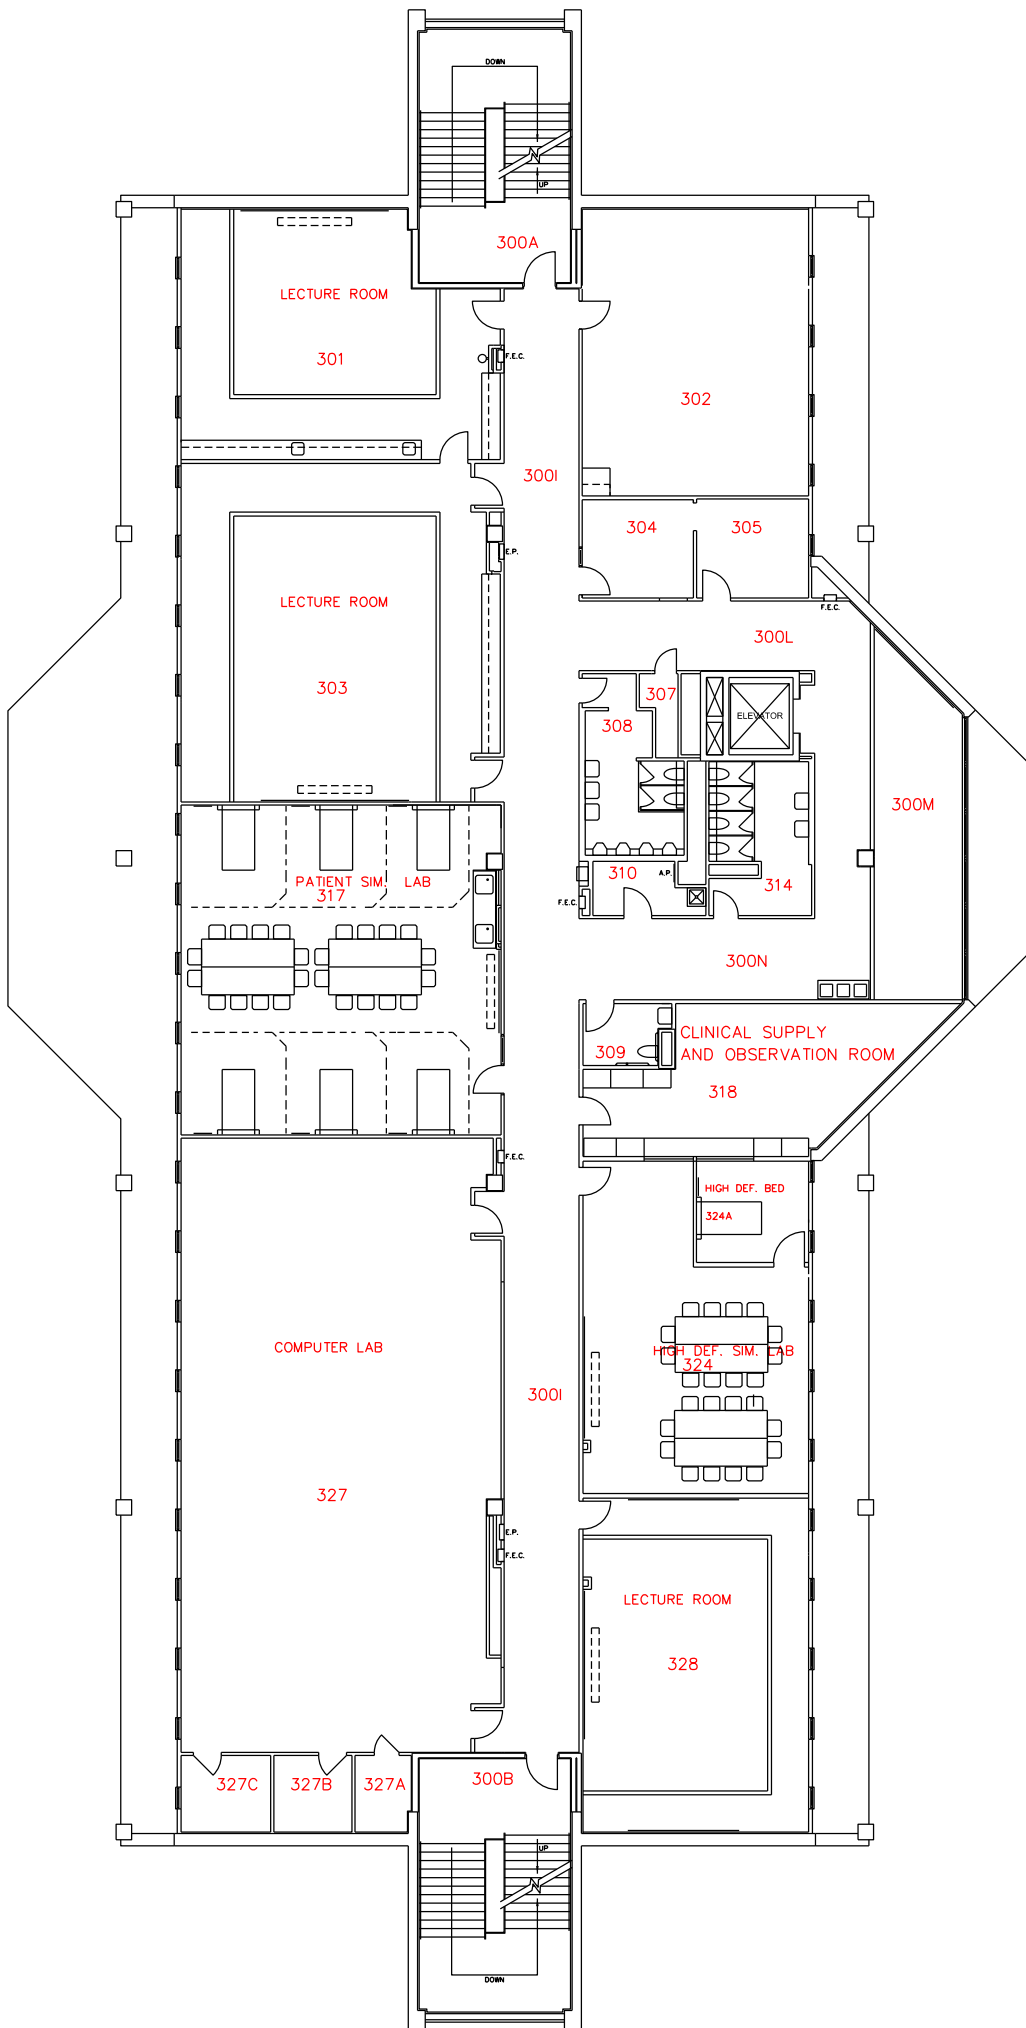 DOWN
UP
300A
LECTURE ROOM
301
F.E.C.
302
300I
304
305
E.P.
LECTURE ROOM
F.E.C.
300L
303
307
308
ELEVATOR
300M
PATIENT SIM. LAB
317
310
A.P.
314
F.E.C.
300N
CLINICAL SUPPLY
AND OBSERVATION ROOM
309
318
F.E.C.
HIGH DEF. BED
324A
COMPUTER LAB
HIGH DEF. SIM. LAB
324
300I
327
E.P.
F.E.C.
LECTURE ROOM
328
327C
327B
327A
300B
UP
DOWN